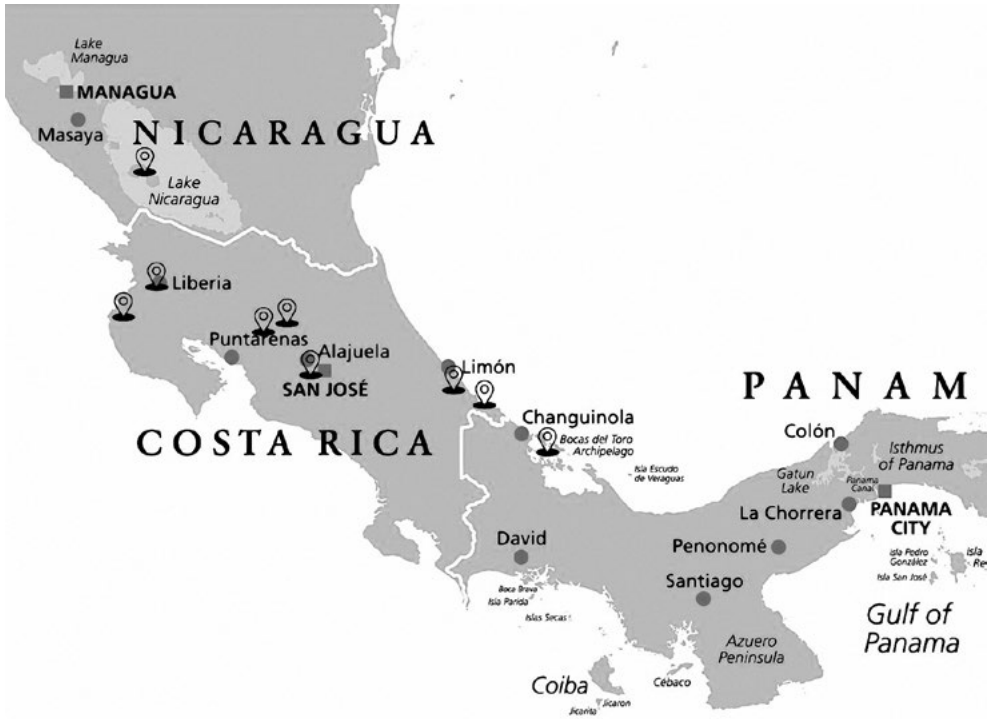 Lake
Managua
MANAGUA
Masaya
NICARAGUA
Lake
Nicaragua
Liberia
Puntarenas
Alajuela
SAN JOSÉ
Limón
COSTA RICA
Changuinola
Bocas del Toro
Archipelago
Isla Escudo
de Veraguas
PANAM
Colón
Isthmus
of Panama
Gatun
Lake
Panama
Canal
La Chorrera
PANAMA
CITY
David
Penonomé
Isla Pedro
González
Isla
Re
Isla San José
Santiago
Boca Brava
Isla Parida
Islas Secas
Gulf of
Panama
Azuero
Peninsula
Coiba
Cébaco
Jicaron
Jicarita